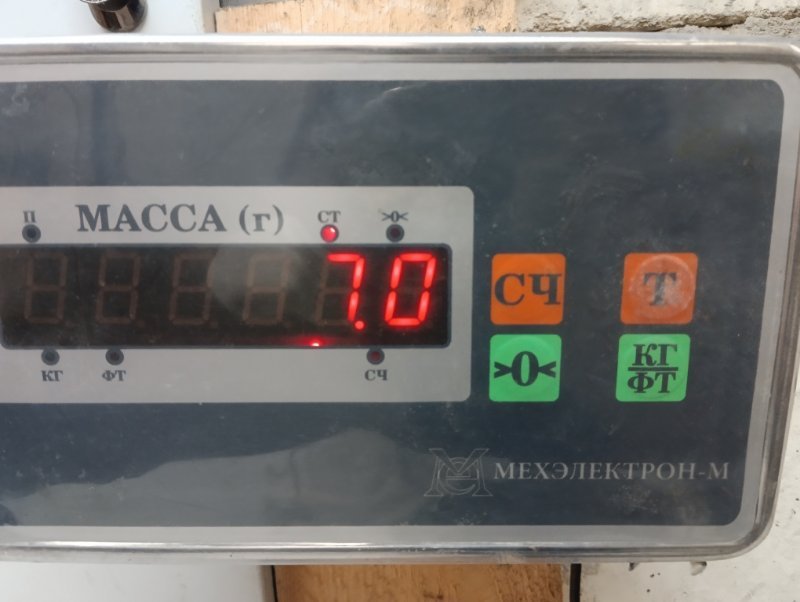 П МАССА (г) СТ >0<
7.0
КГ ФТ СЧ
СЧ Т
>0< КГ/ФТ
МЕХЭЛЕКТРОН-М